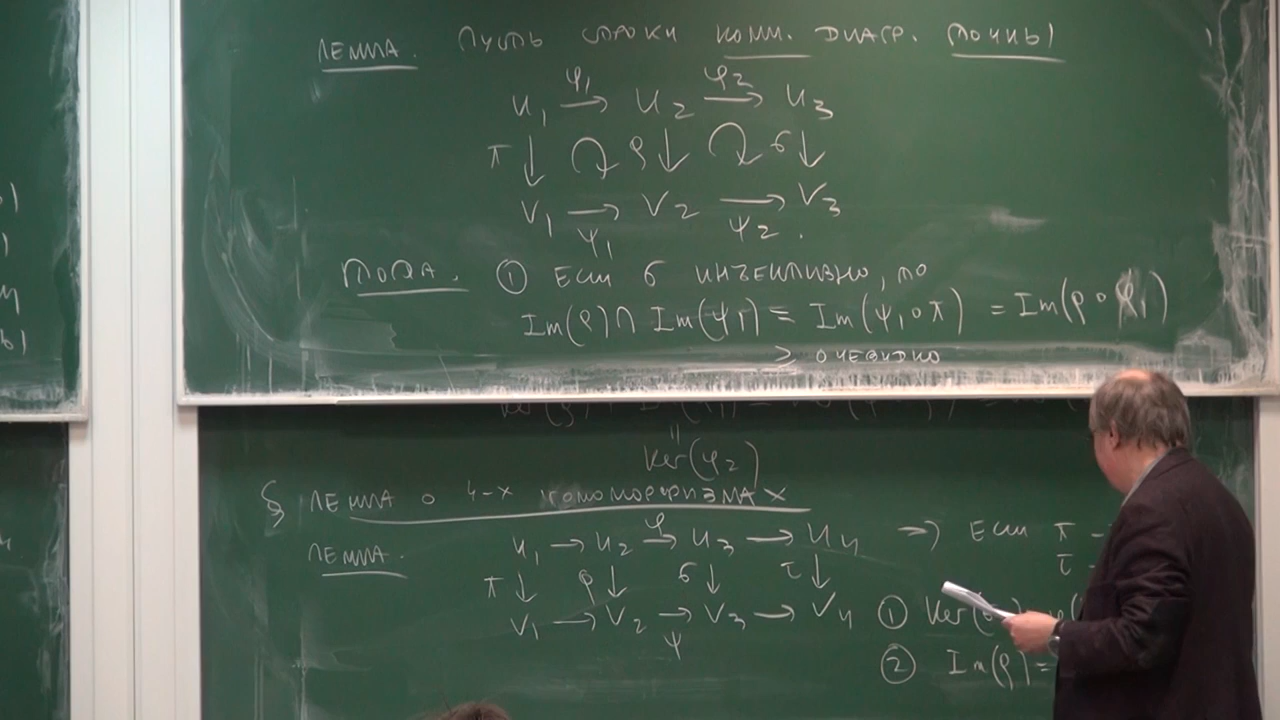 Лемма. Пусть строки комм. диагр. точны
φ₁ φ₂
U₁ → U₂ → U₃
π ↓ ρ ↓ σ ↓
V₁ → V₂ → V₃
ψ₁ ψ₂.
Тогда. ① Если σ инъективно, то
Im(ρ) ∩ Im(ψ₁) = Im(ψ₁∘π) = Im(ρ∘φ₁)
≥ очевидно
Ker(φ₂)
§ Лемма о 4-х гомоморфизмах
Лемма. U₁ → U₂ →φ U₃ → U₄ ⇒ Если π
π ↓ ρ ↓ σ ↓ τ ↓ τ
V₁ → V₂ → V₃ → V₄ ① Ker(
ψ
② Im(ρ) =